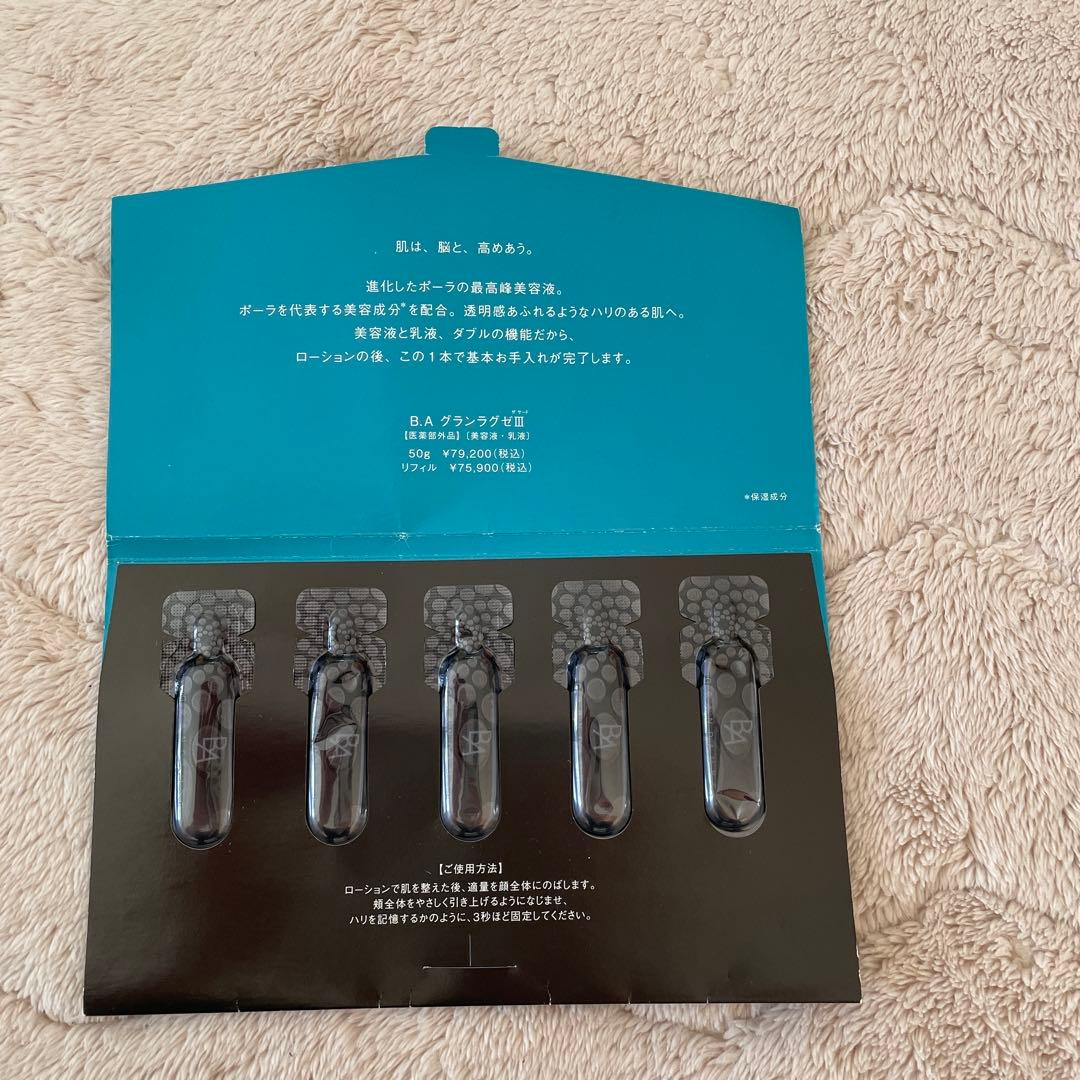 肌は、脳と、高めあう。
進化したポーラの最高峰美容液。
ポーラを代表する美容成分*を配合。透明感あふれるようなハリのある肌へ。
美容液と乳液、ダブルの機能だから、
ローションの後、この1本で基本お手入れが完了します。
ザ サード
B.A グランラグゼⅢ
【医薬部外品】〔美容液・乳液〕
50g ¥79,200(税込)
リフィル ¥75,900(税込)
*保湿成分
BA
BA
BA
BA
BA
【ご使用方法】
ローションで肌を整えた後、適量を顔全体にのばします。
頬全体をやさしく引き上げるようになじませ、
ハリを記憶するかのように、3秒ほど固定してください。